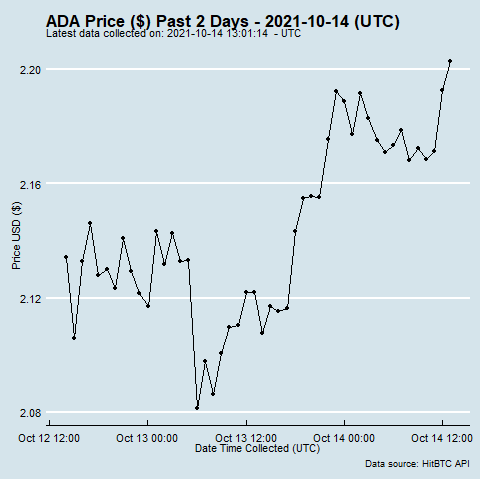 ADA Price ($) Past 2 Days - 2021-10-14 (UTC)
Latest data collected on: 2021-10-14 13:01:14 - UTC
2.20
2.16
2.12
2.08
Price USD ($)
Oct 12 12:00 Oct 13 00:00 Oct 13 12:00 Oct 14 00:00 Oct 14 12:00
Date Time Collected (UTC)
Data source: HitBTC API